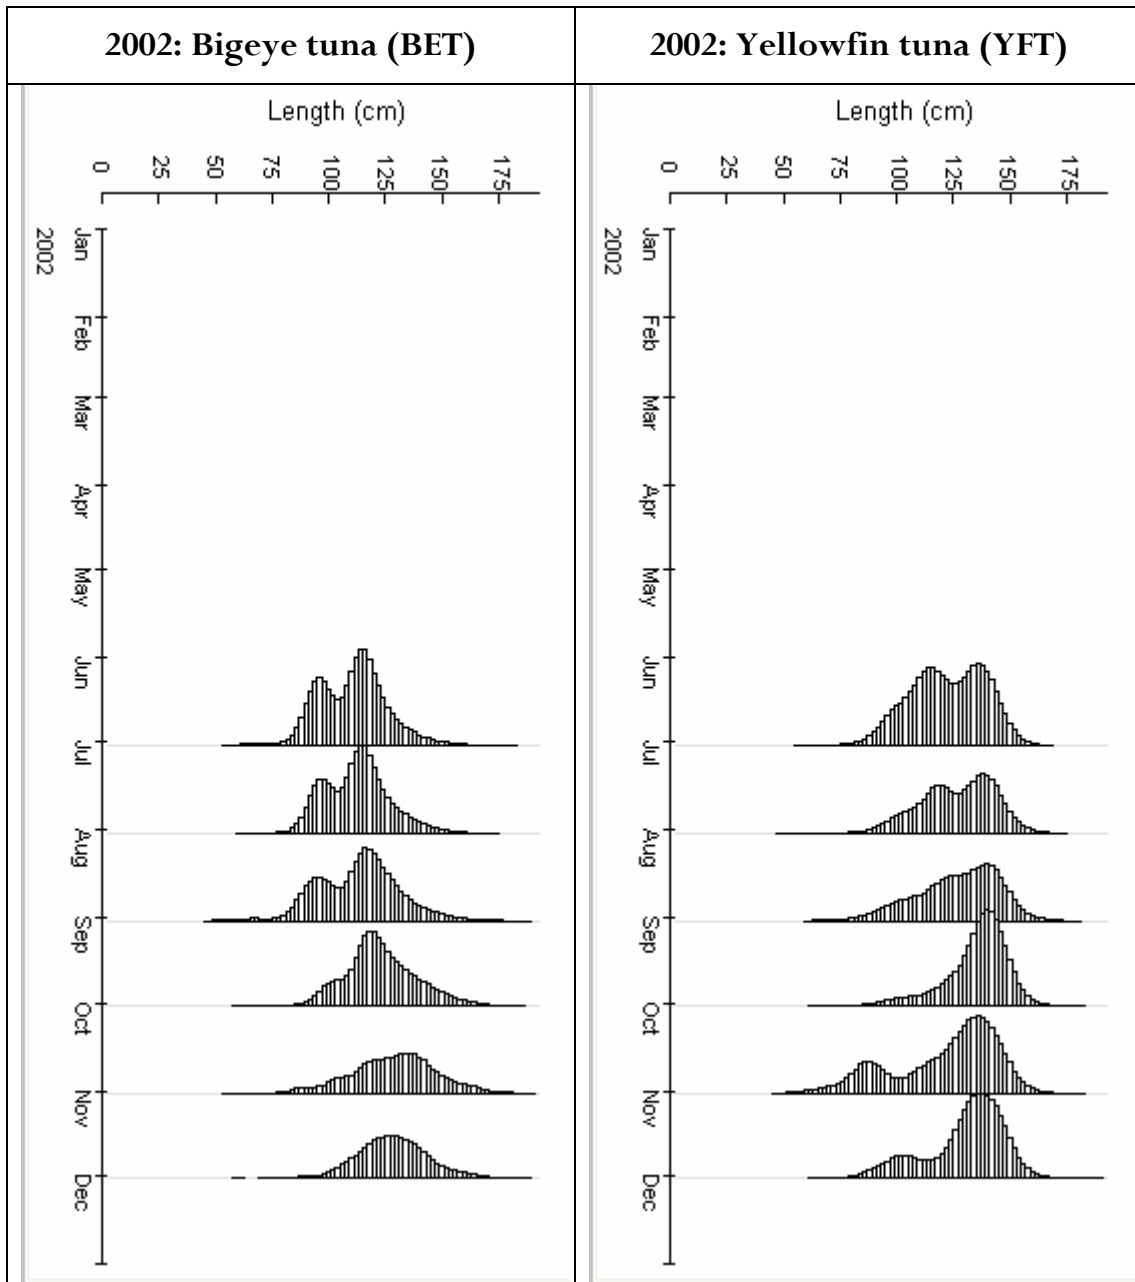 2002: Bigeye tuna (BET)
2002: Yellowfin tuna (YFT)
Length (cm)
0 25 50 75 100 125 150 175
Jan
2002
Feb
Mar
Apr
May
Jun
Jul
Aug
Sep
Oct
Nov
Dec
Length (cm)
0 25 50 75 100 125 150 175
Jan
2002
Feb
Mar
Apr
May
Jun
Jul
Aug
Sep
Oct
Nov
Dec